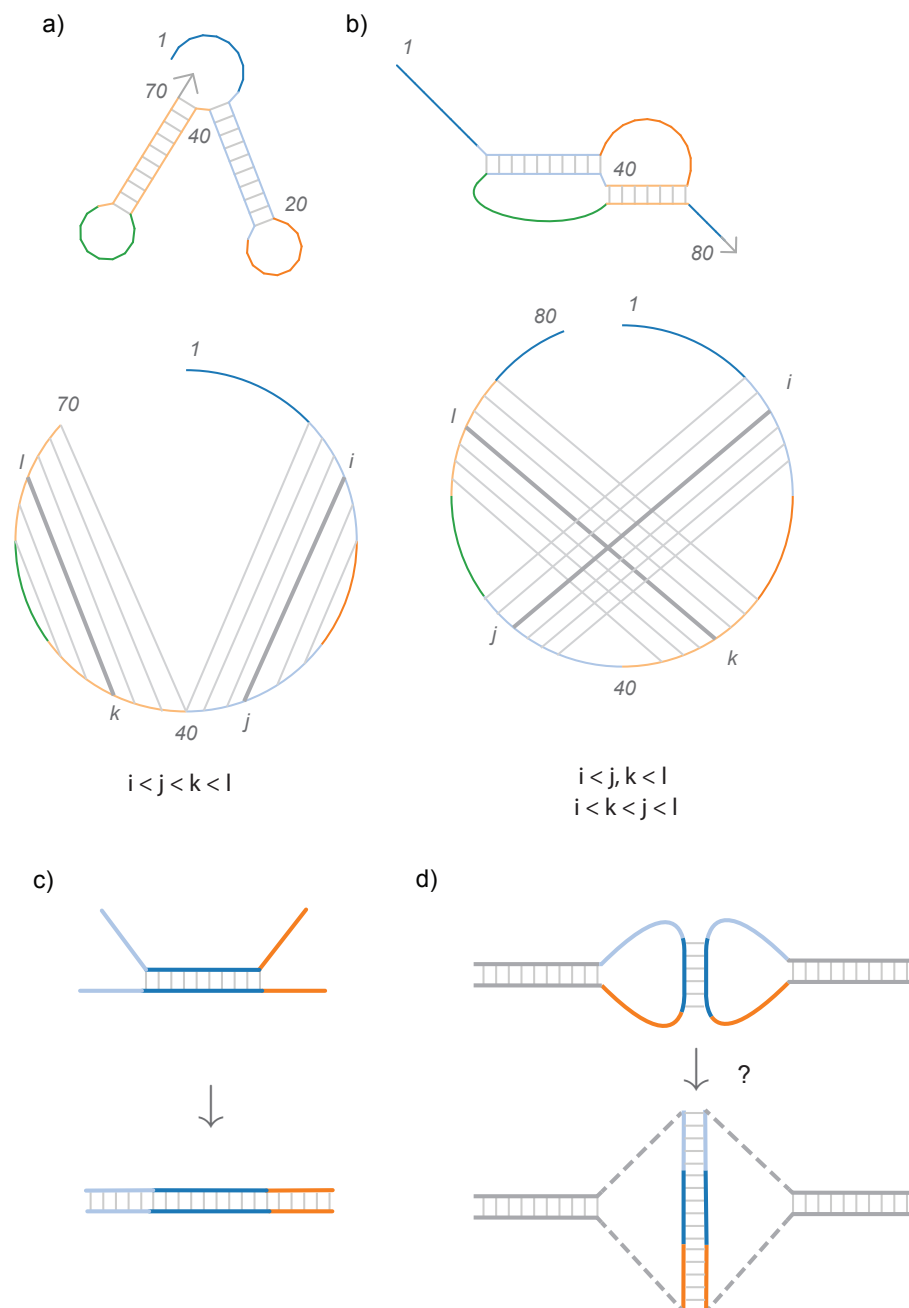 a)
1
70
40
20
b)
1
40
80
1
70
l
i
k
j
40
i < j < k < l
80
1
i
l
j
k
40
i < j, k < l
i < k < j < l
c)
d)
?